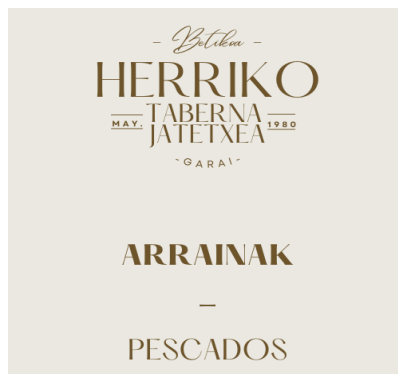 - Betikoa -
HERRIKO
TABERNA
MAY. JATETXEA 1980
-GARAI-
ARRAINAK
—
PESCADOS